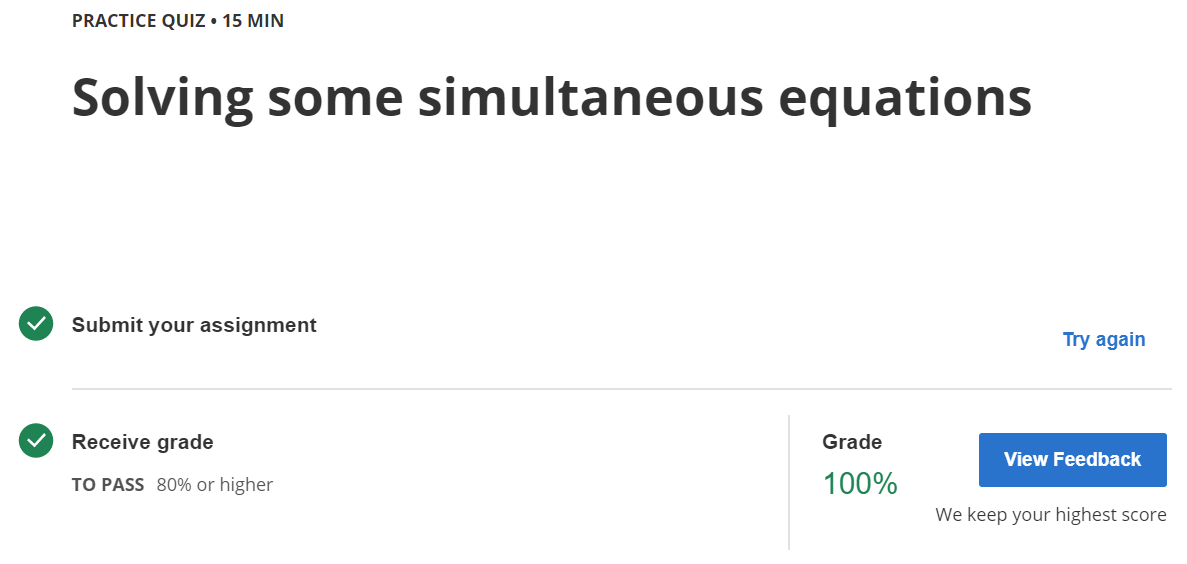 PRACTICE QUIZ • 15 MIN
Solving some simultaneous equations
Submit your assignment
Try again
Receive grade
TO PASS 80% or higher
Grade
100%
View Feedback
We keep your highest score